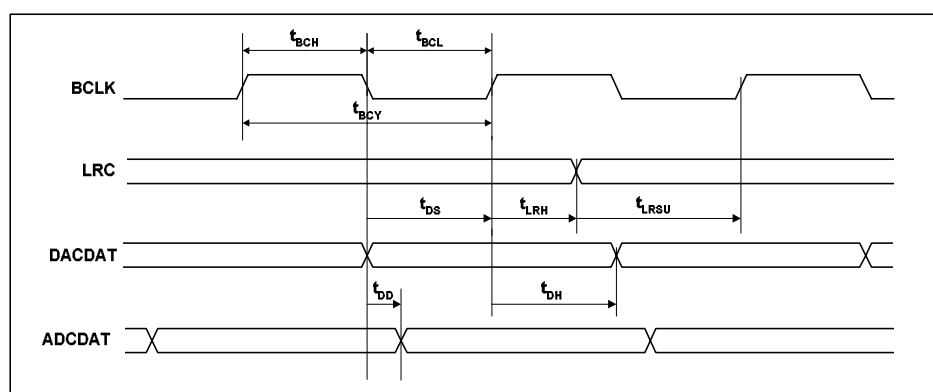 tBCH tBCL
BCLK
tBCY
LRC
tDS tLRH tLRSU
DACDAT
tDD tDH
ADCDAT